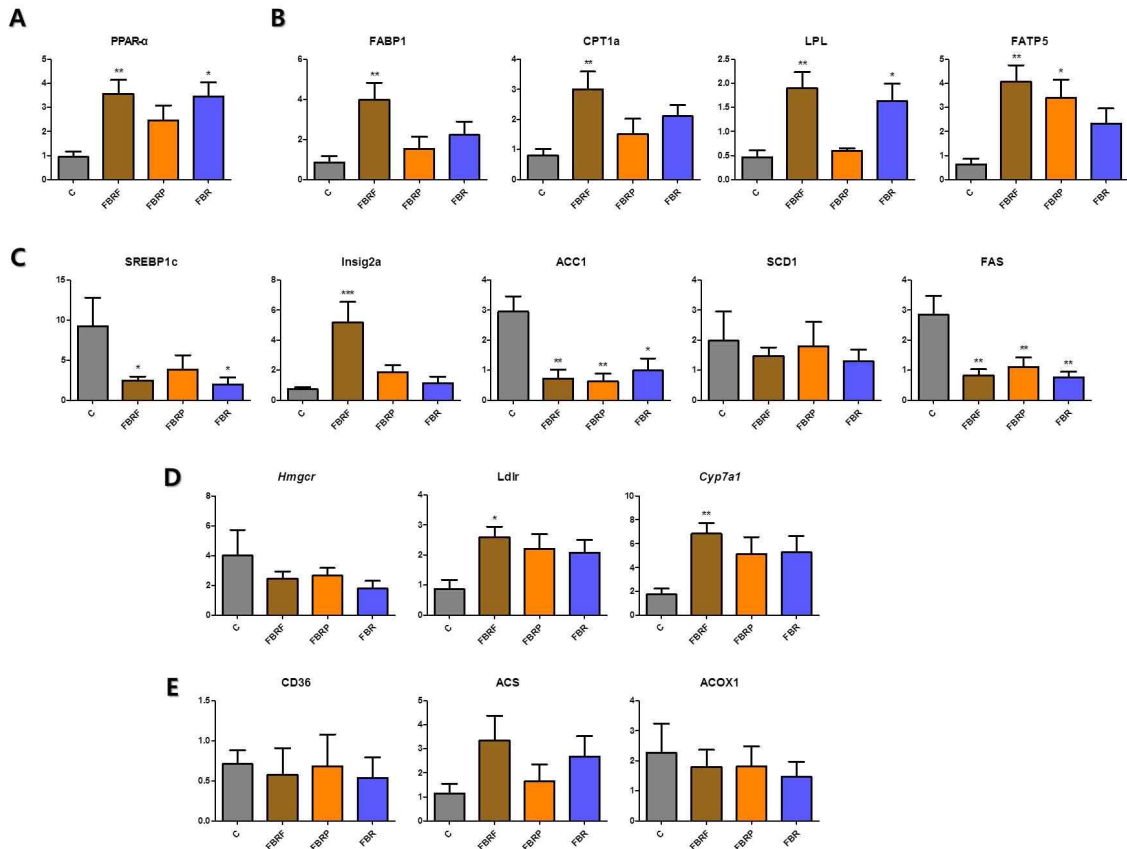 A
B
PPAR-α
FABP1
CPT1a
LPL
FATP5
5
4
3
2
1
0
**
*
C
FBRF
FBRP
FBR
6
4
2
0
**
C
FBRF
FBRP
FBR
4
3
2
1
0
**
C
FBRF
FBRP
FBR
2.5
2.0
1.5
1.0
0.5
0.0
**
*
C
FBRF
FBRP
FBR
5
4
3
2
1
0
**
*
C
FBRF
FBRP
FBR
C
SREBP1c
Insig2a
ACC1
SCD1
FAS
15
10
5
0
*
*
C
FBRF
FBRP
FBR
8
6
4
2
0
***
C
FBRF
FBRP
FBR
4
3
2
1
0
**
**
*
C
FBRF
FBRP
FBR
4
3
2
1
0
C
FBRF
FBRP
FBR
4
3
2
1
0
**
**
**
C
FBRF
FBRP
FBR
D
Hmgcr
Ldlr
Cyp7a1
8
6
4
2
0
C
FBRF
FBRP
FBR
4
3
2
1
0
*
C
FBRF
FBRP
FBR
10
8
6
4
2
0
**
C
FBRF
FBRP
FBR
E
CD36
ACS
ACOX1
1.5
1.0
0.5
0.0
C
FBRF
FBRP
FBR
5
4
3
2
1
0
C
FBRF
FBRP
FBR
4
3
2
1
0
C
FBRF
FBRP
FBR